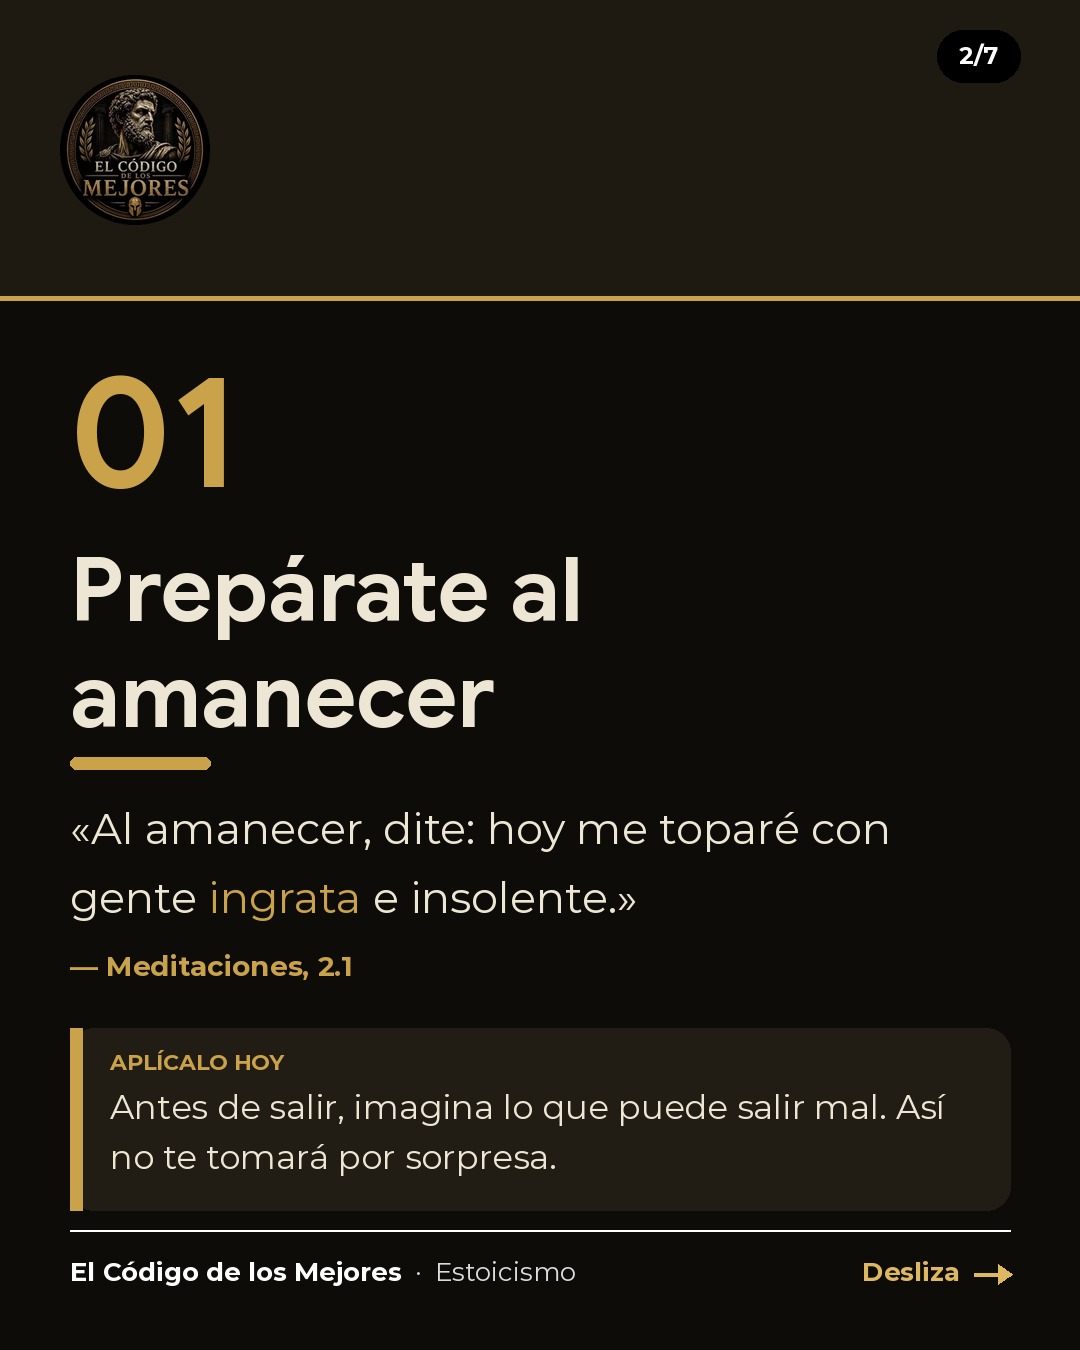 2/7
EL CÓDIGO
DE LOS
MEJORES
01
Prepárate al
amanecer
«Al amanecer, dite: hoy me toparé con
gente ingrata e insolente.»
— Meditaciones, 2.1
APLÍCALO HOY
Antes de salir, imagina lo que puede salir mal. Así
no te tomará por sorpresa.
El Código de los Mejores · Estoicismo
Desliza